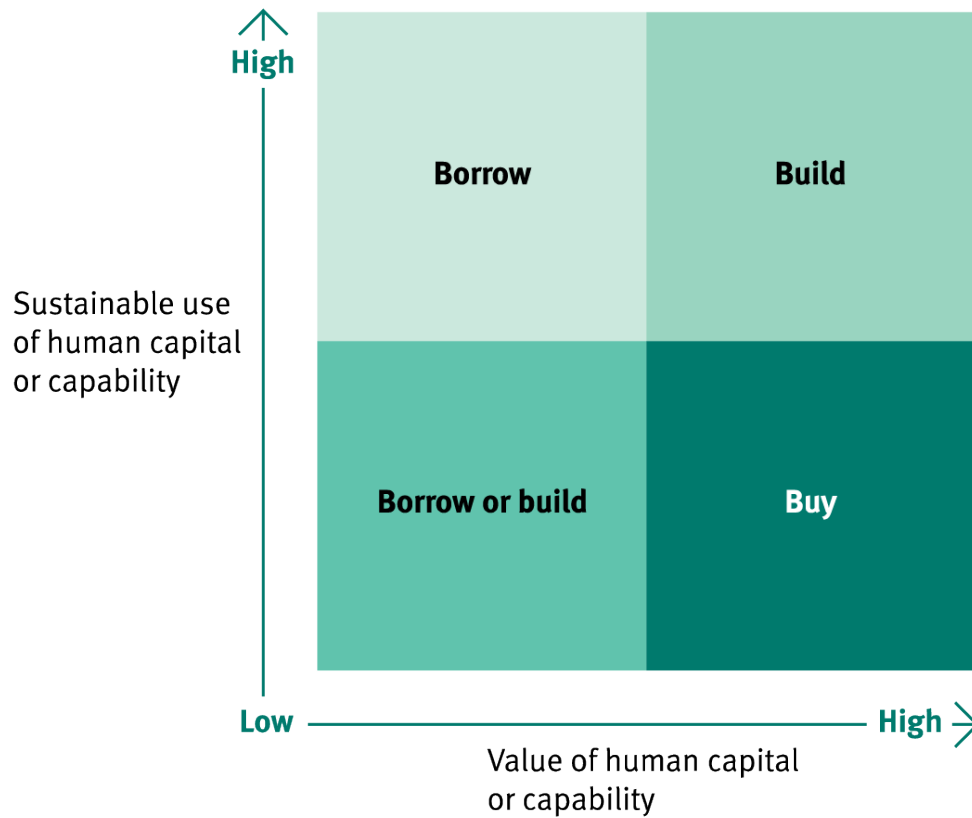 High
Borrow
Build
Sustainable use
of human capital
or capability
Borrow or build
Buy
Low
High
Value of human capital
or capability